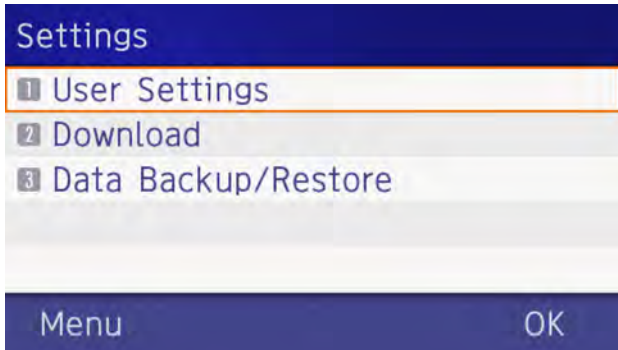 Settings
1 User Settings
2 Download
3 Data Backup/Restore
Menu OK